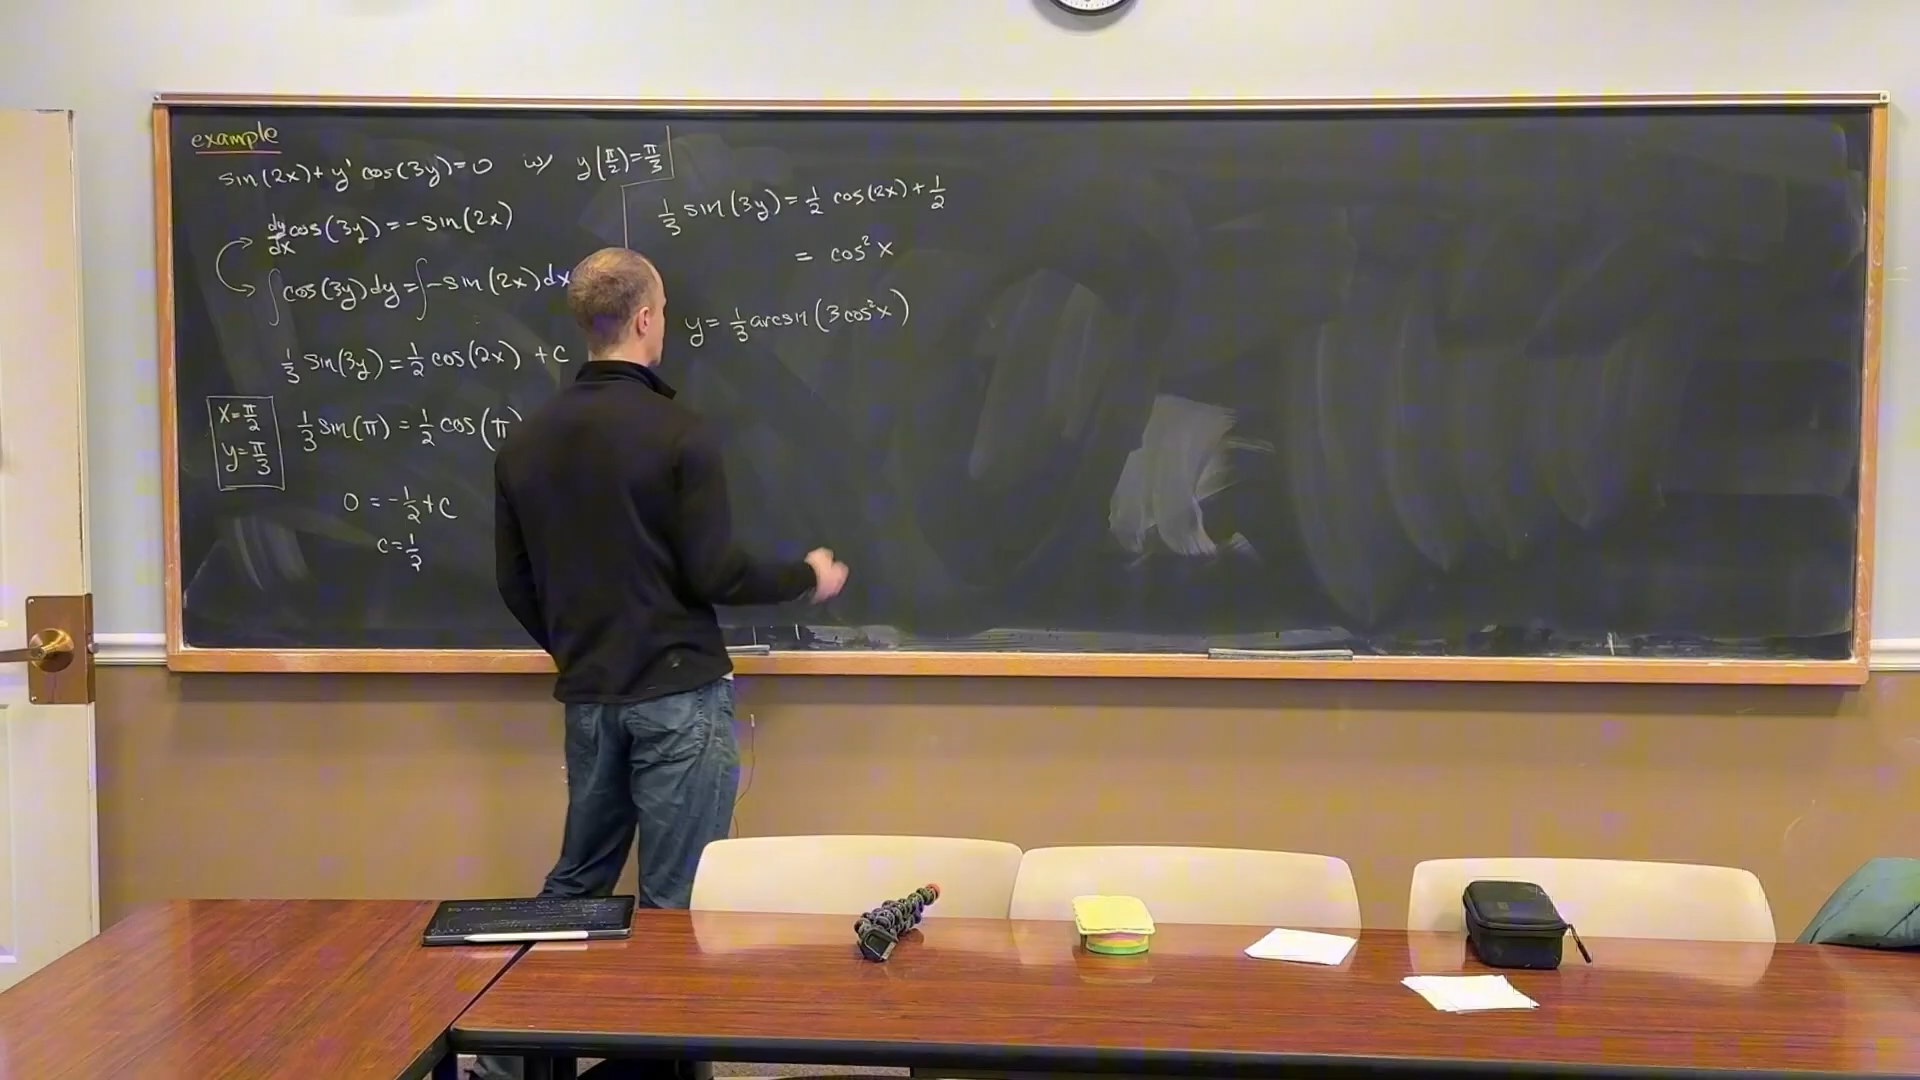 example
sin(2x)+y' cos(3y)=0 w/ y(π/2)=π/3
dy/dx cos(3y)=-sin(2x)
∫cos(3y)dy=∫-sin(2x)dx
1/3 sin(3y)=1/2 cos(2x) +C
x=π/2
y=π/3
1/3 sin(π)=1/2 cos(π)
0=-1/2+C
C=1/2
1/3 sin(3y)=1/2 cos(2x)+1/2
= cos²x
y=1/3 arcsin(3cos²x)